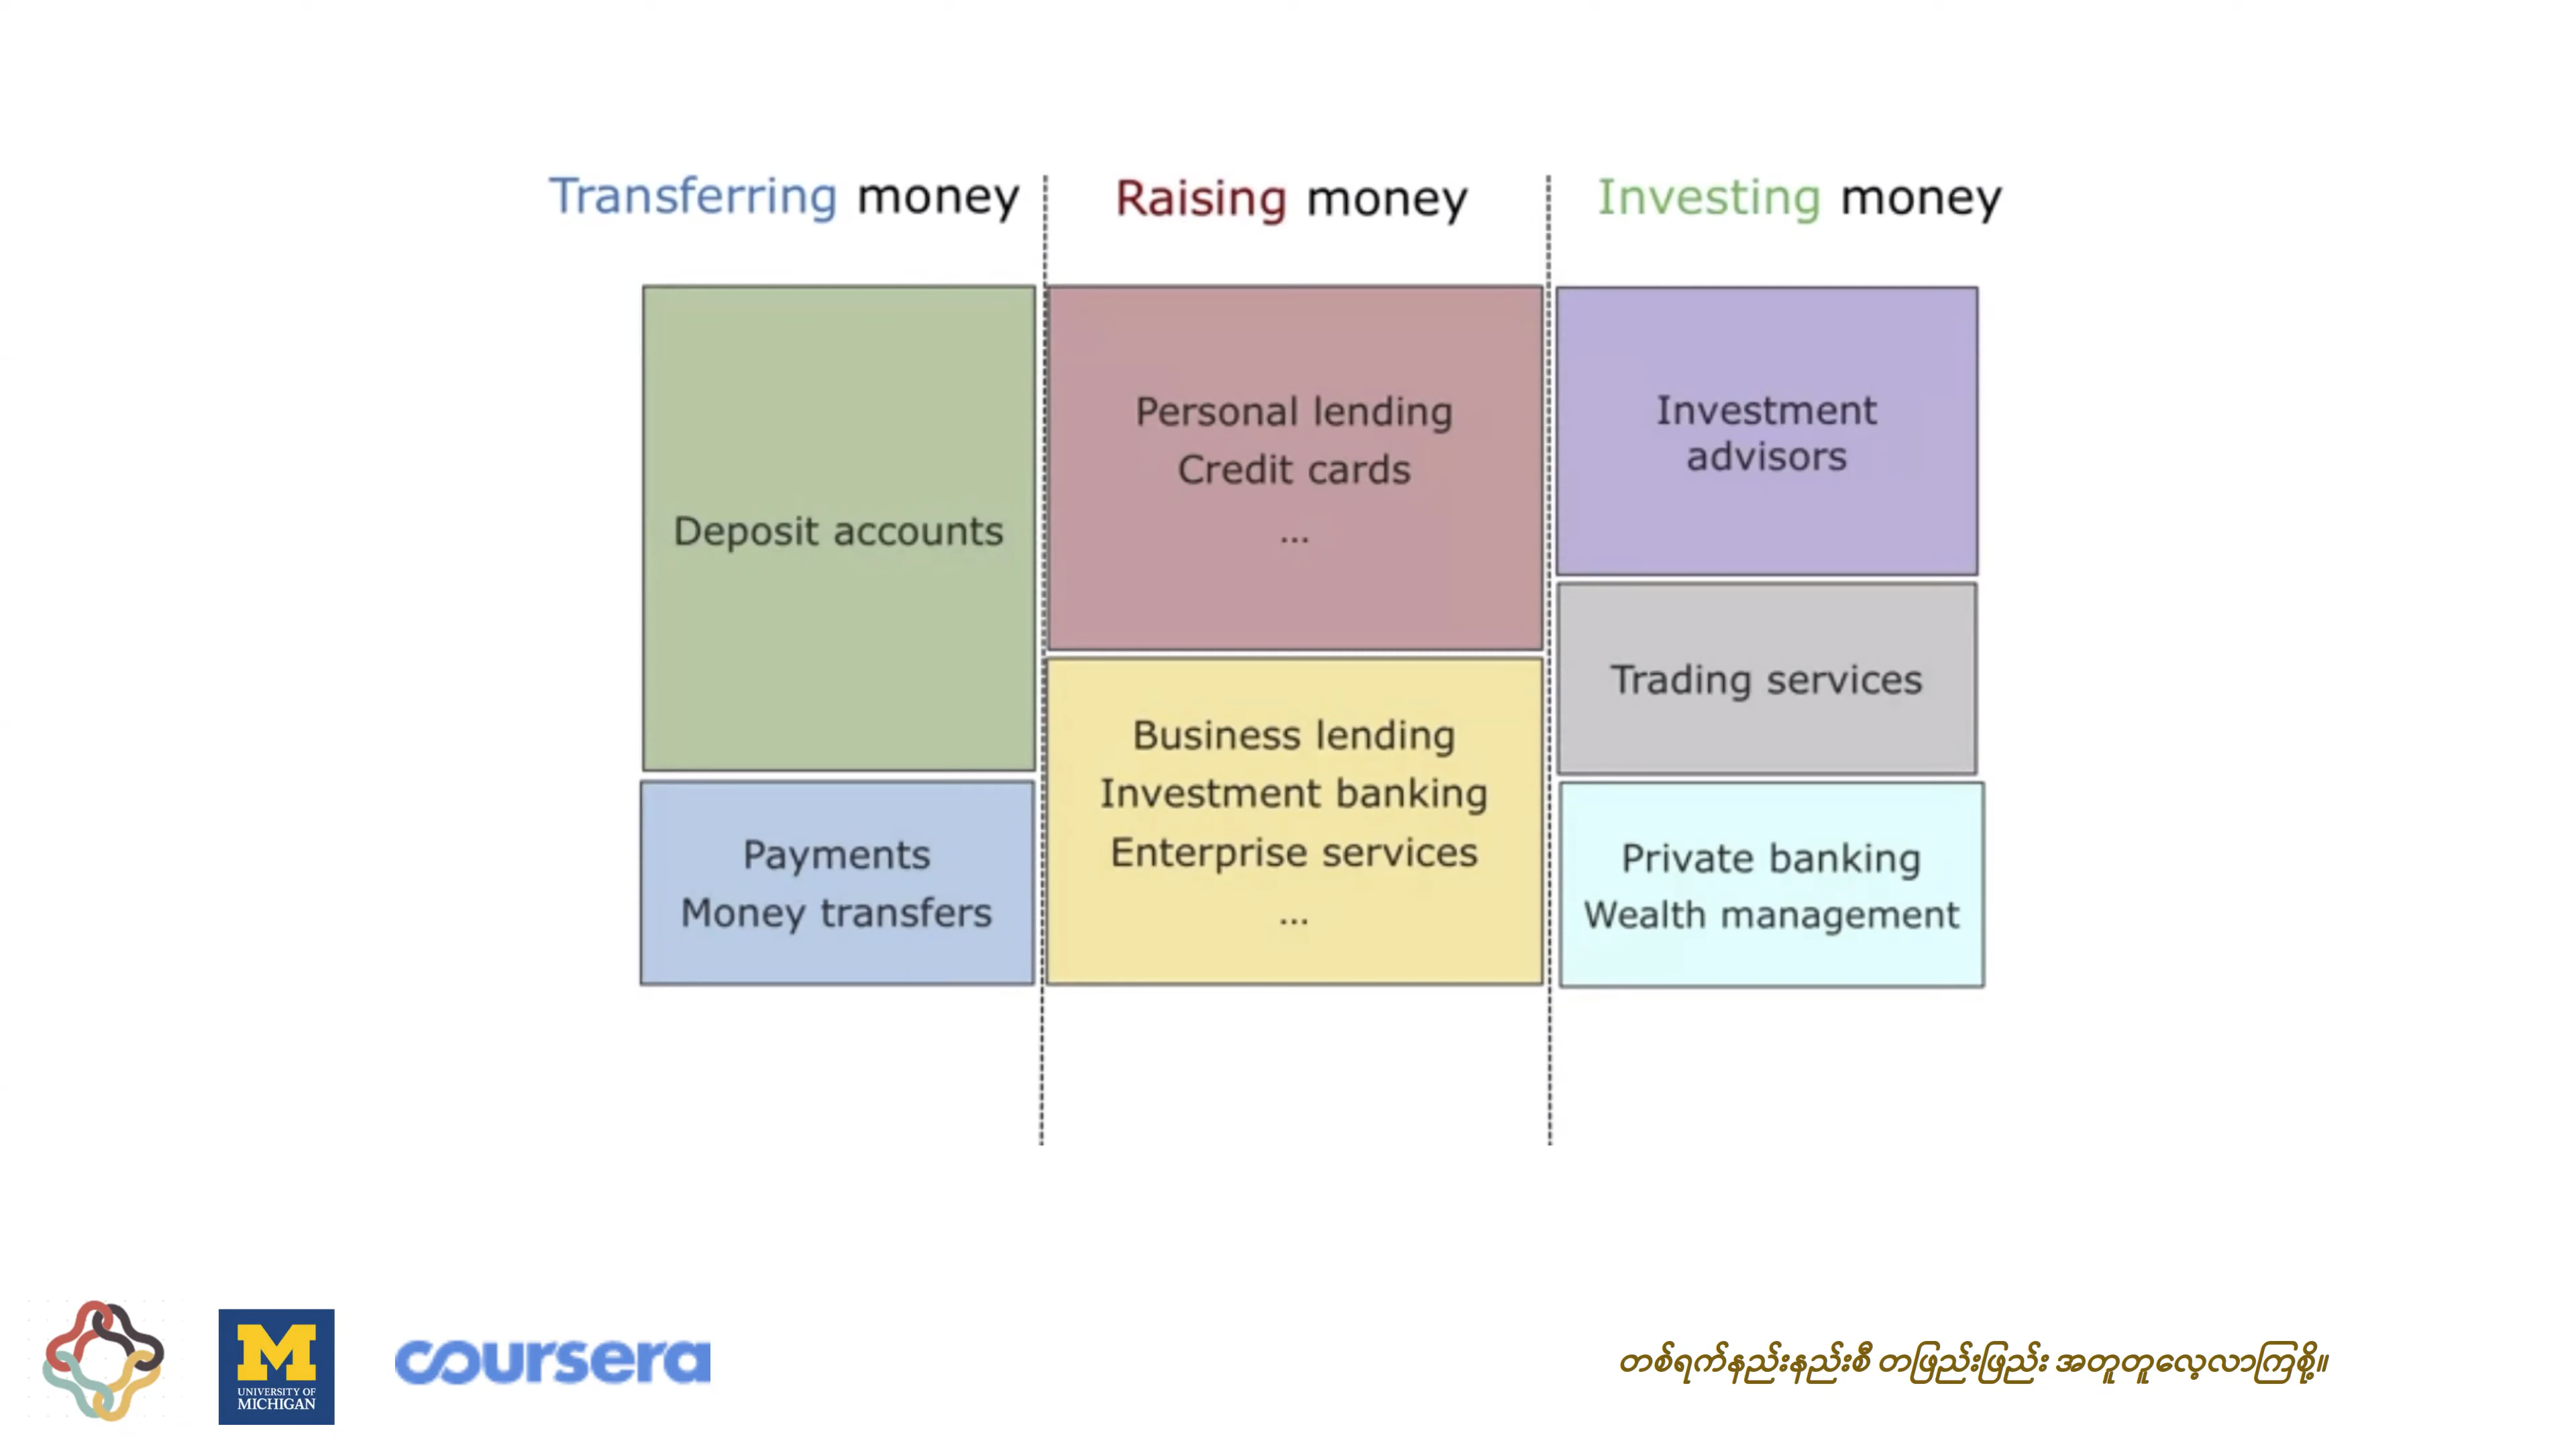 Transferring money
Raising money
Investing money
Deposit accounts
Payments
Money transfers
Personal lending
Credit cards
...
Business lending
Investment banking
Enterprise services
...
Investment
advisors
Trading services
Private banking
Wealth management
M
UNIVERSITY OF
MICHIGAN
coursera
တစ်ရက်နည်းနည်းစီ တဖြည်းဖြည်း အတူတူလေ့လာကြစို့။